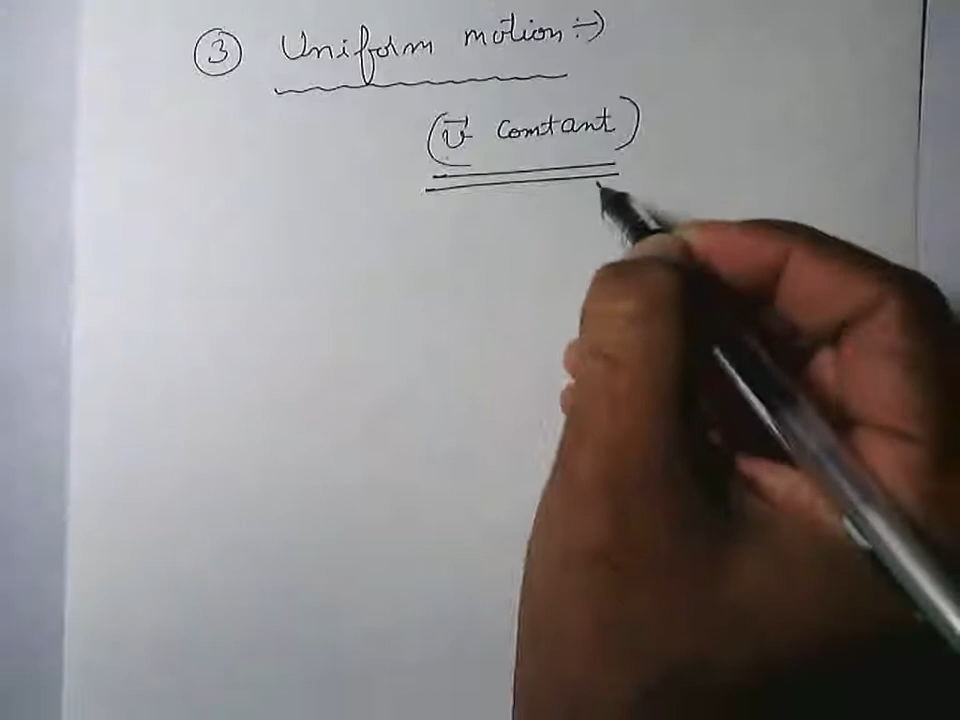 ③ Uniform motion :-)
(v⃗ constant)